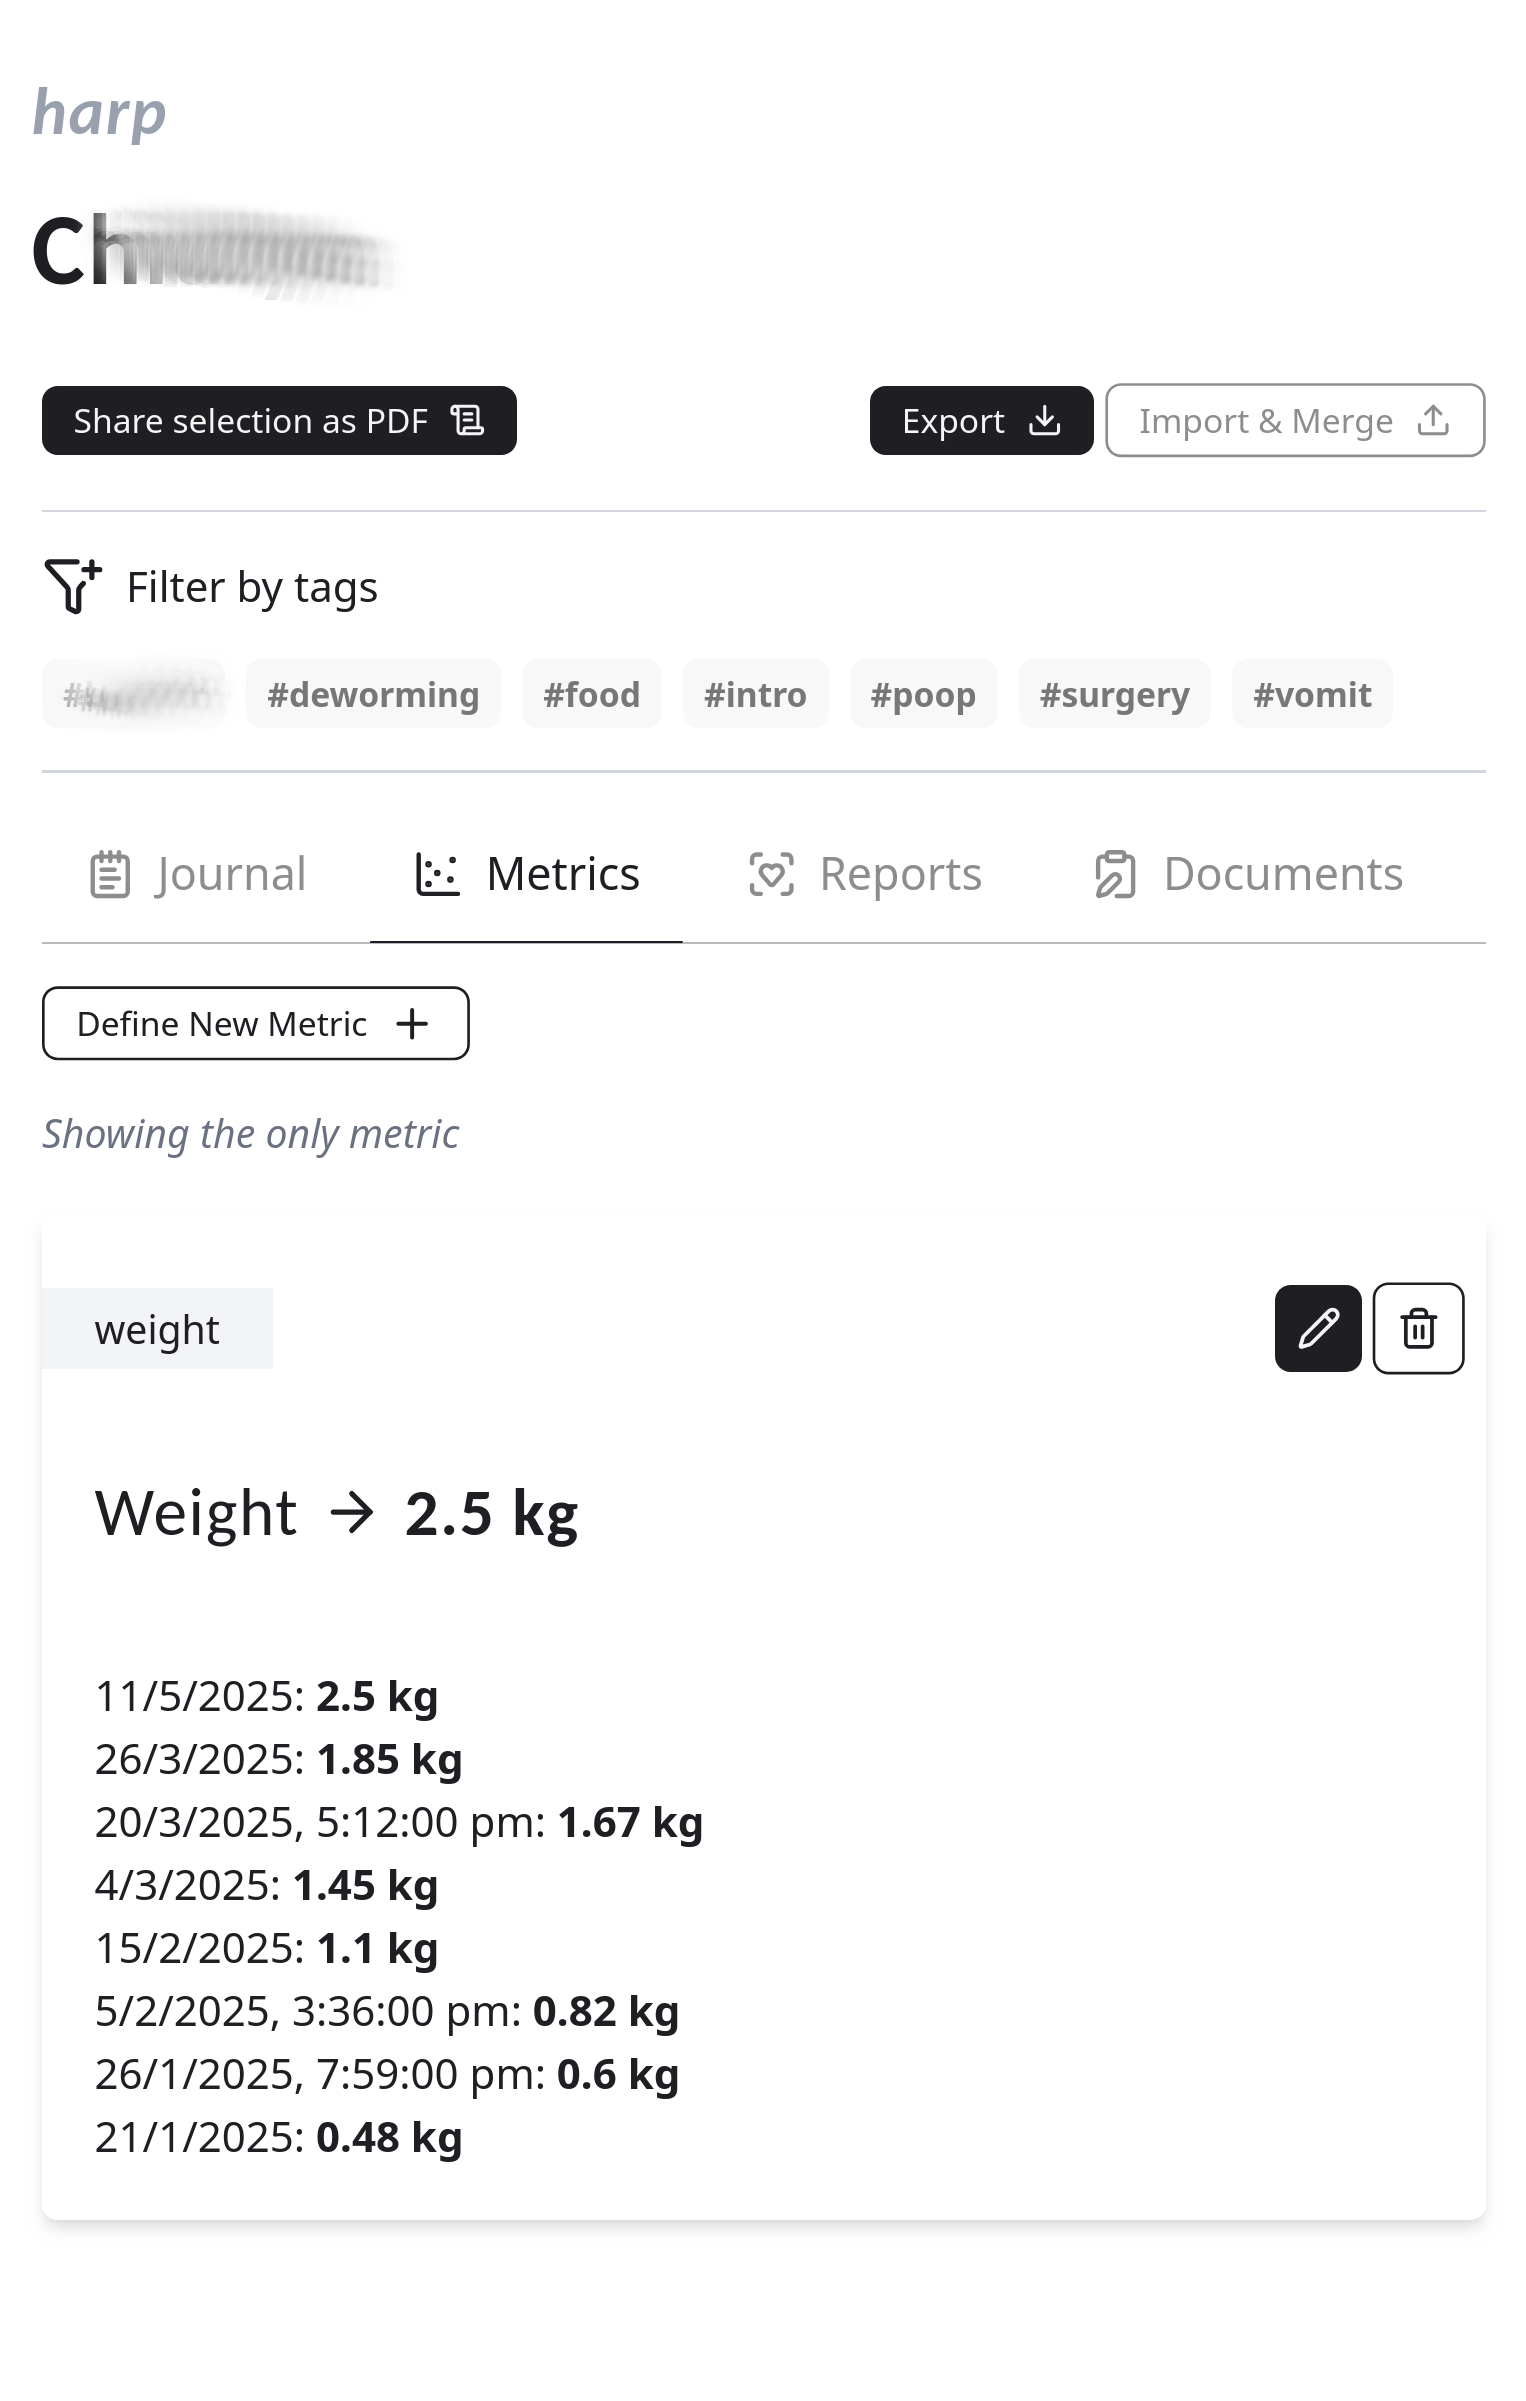 harp
Share selection as PDF
Export
Import & Merge
Filter by tags
#deworming #food #intro #poop #surgery #vomit
Journal Metrics Reports Documents
Define New Metric
Showing the only metric
weight
Weight → 2.5 kg
11/5/2025: 2.5 kg
26/3/2025: 1.85 kg
20/3/2025, 5:12:00 pm: 1.67 kg
4/3/2025: 1.45 kg
15/2/2025: 1.1 kg
5/2/2025, 3:36:00 pm: 0.82 kg
26/1/2025, 7:59:00 pm: 0.6 kg
21/1/2025: 0.48 kg